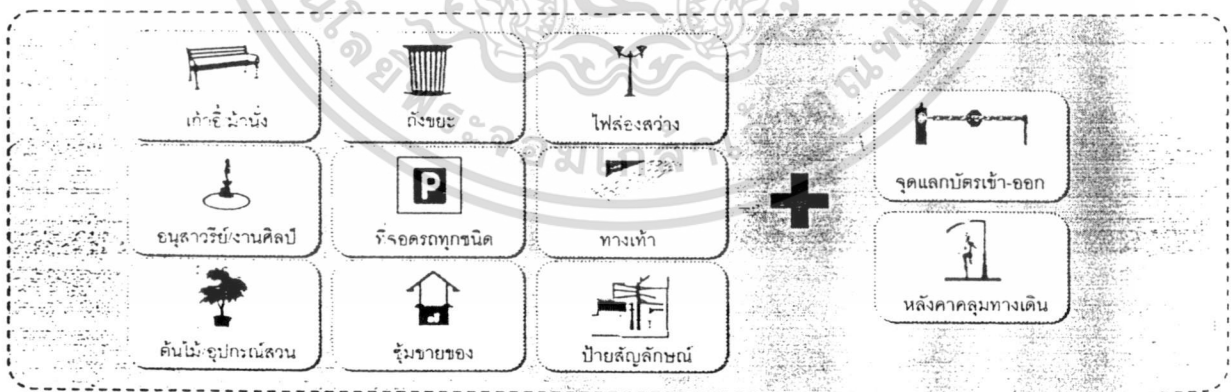 เก้าอี้ ม้านั่ง
ถังขยะ
ไฟส่องสว่าง
อนุสาวรีย์/งานศิลป์
P
ที่จอดรถทุกชนิด
ทางเท้า
ต้นไม้/อุปกรณ์สวน
ซุ้มขายของ
ป้ายสัญลักษณ์
จุดแลกบัตรเข้า-ออก
หลังคาคลุมทางเดิน